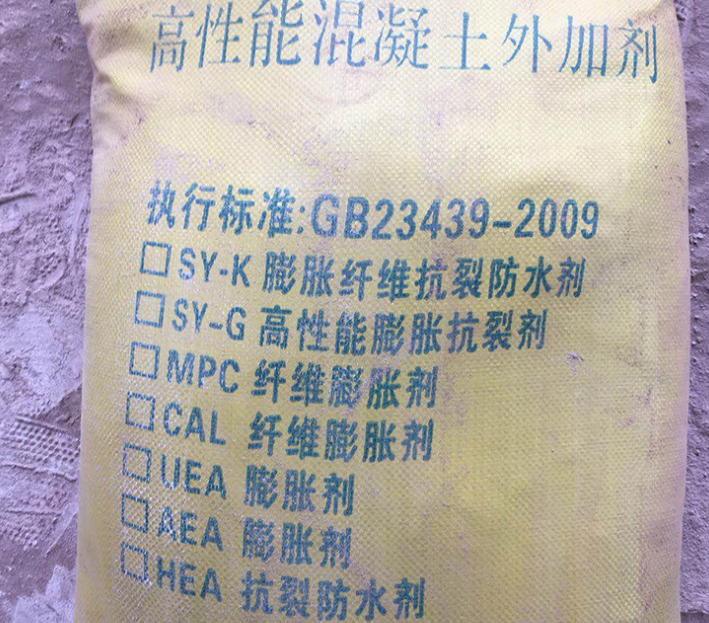 高性能混凝土外加剂
执行标准:GB23439-2009
□ SY-K 膨胀纤维抗裂防水剂
□ SY-G 高性能膨胀抗裂剂
□ MPC 纤维膨胀剂
□ CAL 纤维膨胀剂
□ UEA 膨胀剂
□ AEA 膨胀剂
□ HEA 抗裂防水剂